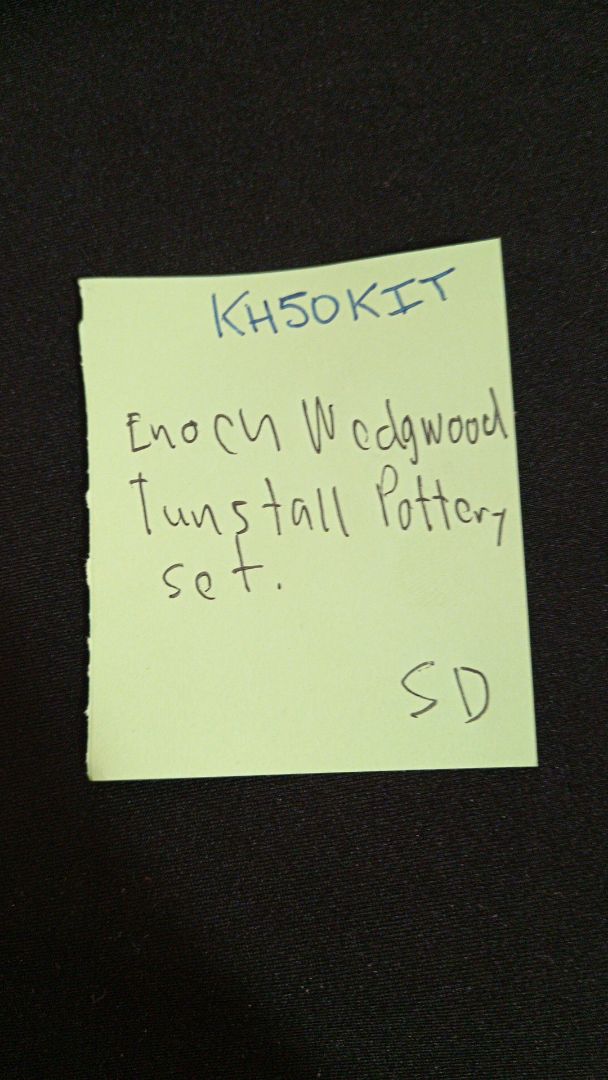 KH50KIT
Enoch Wedgwood
Tunstall Pottery
set.
SD